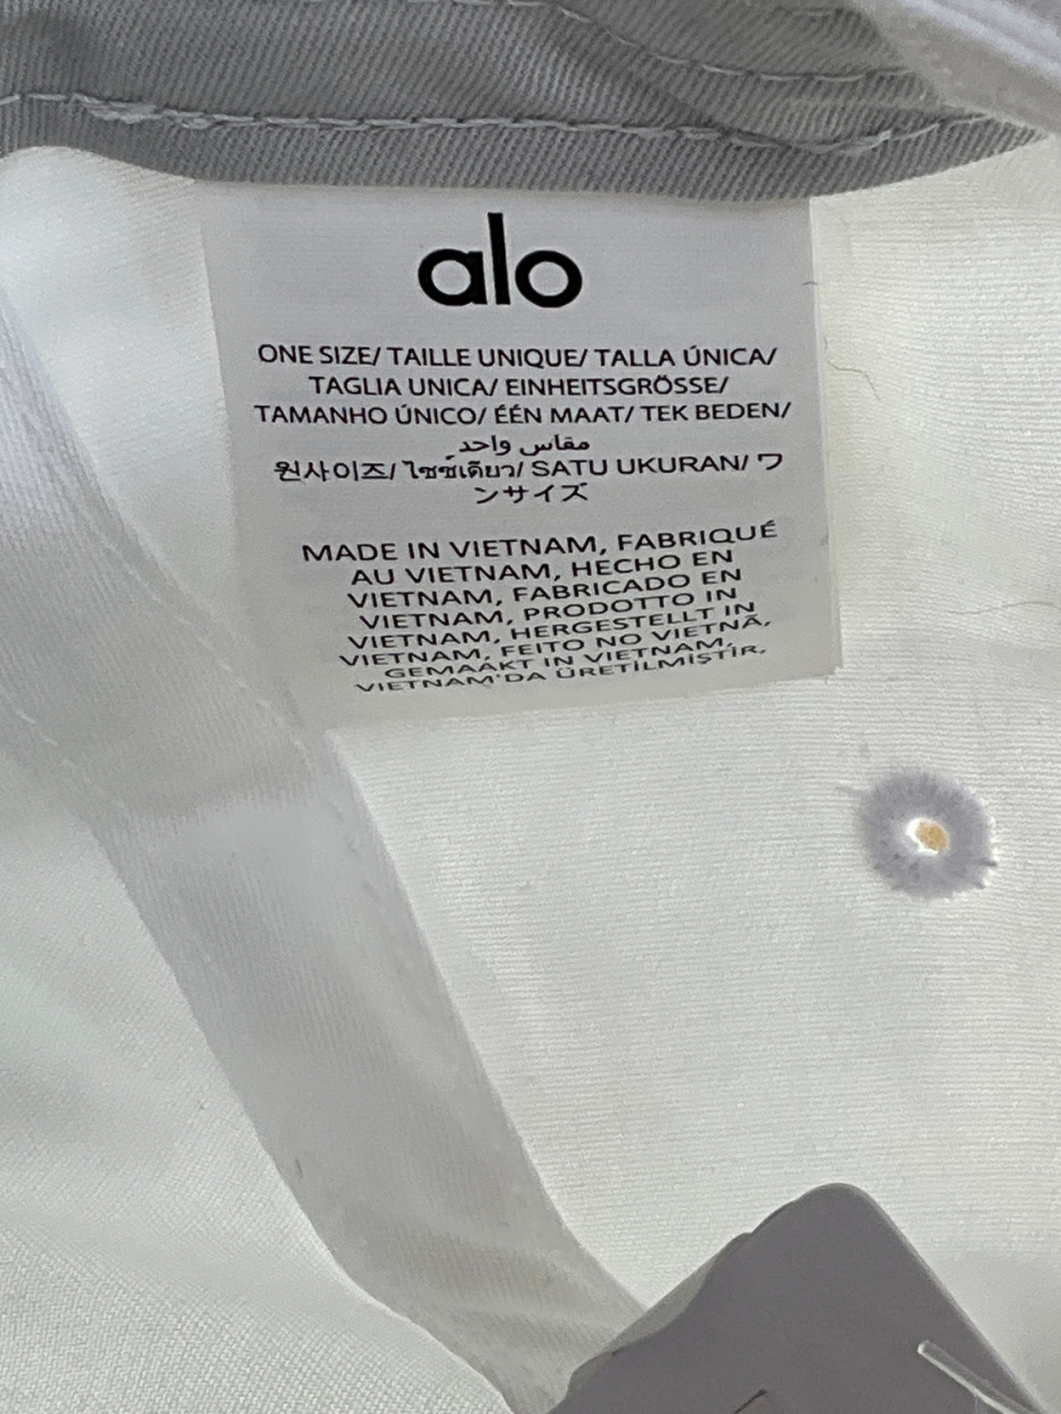 alo
ONE SIZE/ TAILLE UNIQUE/ TALLA ÚNICA/
TAGLIA UNICA/ EINHEITSGRÖSSE/
TAMANHO ÚNICO/ ÉÉN MAAT/ TEK BEDEN/
مقاس واحد
원사이즈/ ไซซ์เดียว/ SATU UKURAN/ ワ
ンサイズ
MADE IN VIETNAM, FABRIQUÉ
AU VIETNAM, HECHO EN
VIETNAM, FABRICADO EN
VIETNAM, PRODOTTO IN
VIETNAM, HERGESTELLT IN
VIETNAM, FEITO NO VIETNÃ,
GEMAAKT IN VIETNAM,
VIETNAM'DA ÜRETİLMİŞTİR,